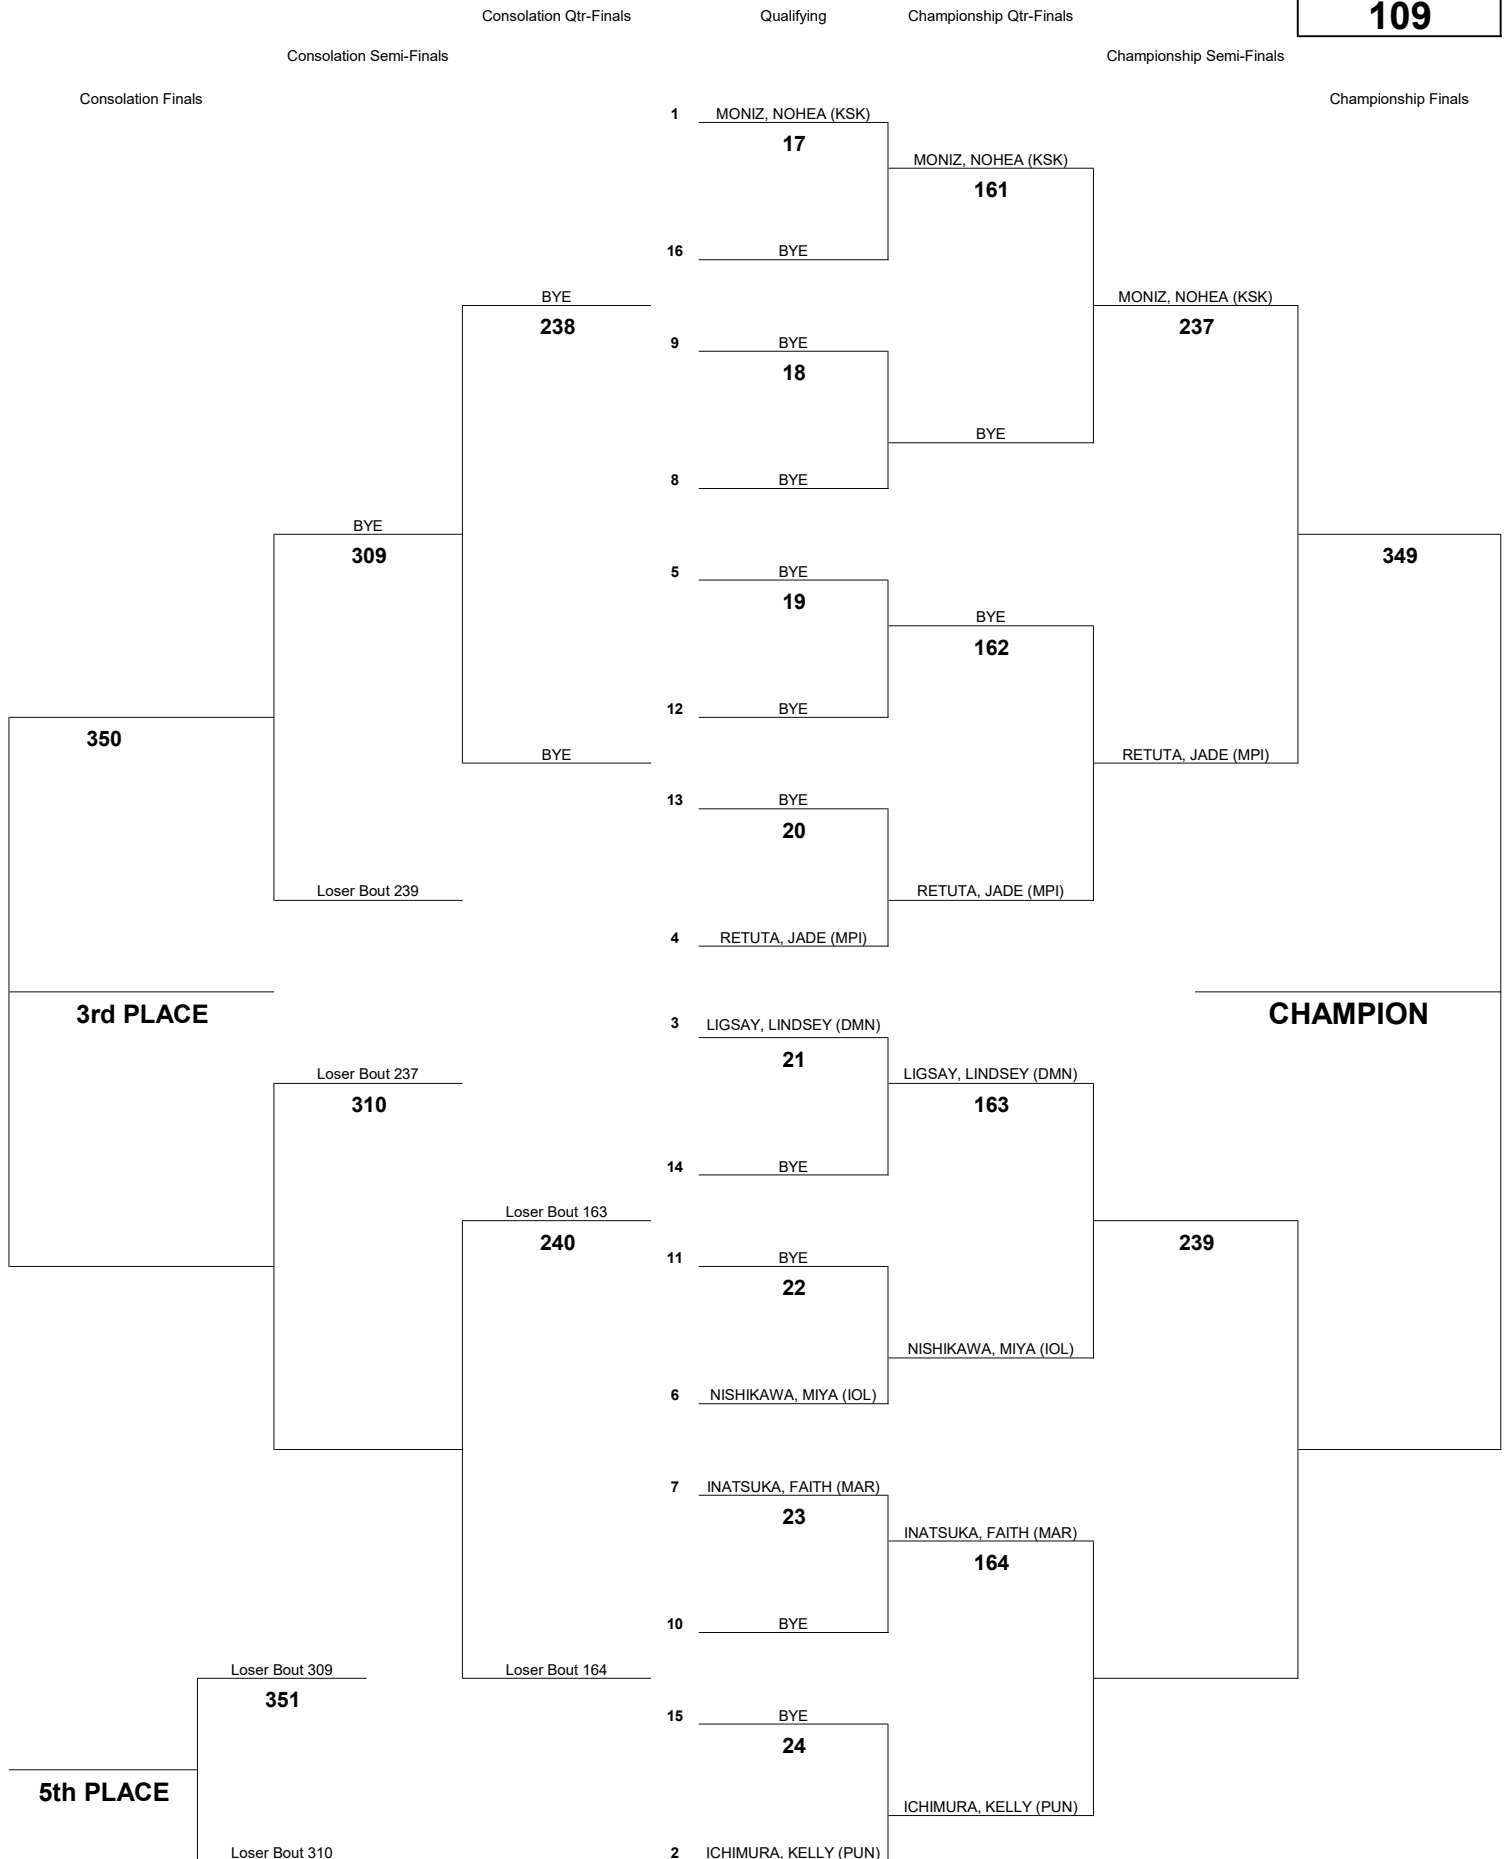 Consolation Qtr-Finals Qualifying Championship Qtr-Finals 109
Consolation Semi-Finals Championship Semi-Finals
Consolation Finals Championship Finals
1 MONIZ, NOHEA (KSK)
17
MONIZ, NOHEA (KSK)
161
16 BYE
BYE MONIZ, NOHEA (KSK)
238 237
9 BYE
18
BYE
8 BYE
BYE
309 349
5 BYE
19
BYE
162
12 BYE
350
BYE RETUTA, JADE (MPI)
13 BYE
20
Loser Bout 239 RETUTA, JADE (MPI)
4 RETUTA, JADE (MPI)
3rd PLACE CHAMPION
3 LIGSAY, LINDSEY (DMN)
21
Loser Bout 237 LIGSAY, LINDSEY (DMN)
310 163
14 BYE
Loser Bout 163
240 239
11 BYE
22
NISHIKAWA, MIYA (IOL)
6 NISHIKAWA, MIYA (IOL)
7 INATSUKA, FAITH (MAR)
23
INATSUKA, FAITH (MAR)
164
10 BYE
Loser Bout 309 Loser Bout 164
351
15 BYE
24
5th PLACE
ICHIMURA, KELLY (PUN)
Loser Bout 310 2 ICHIMURA, KELLY (PUN)